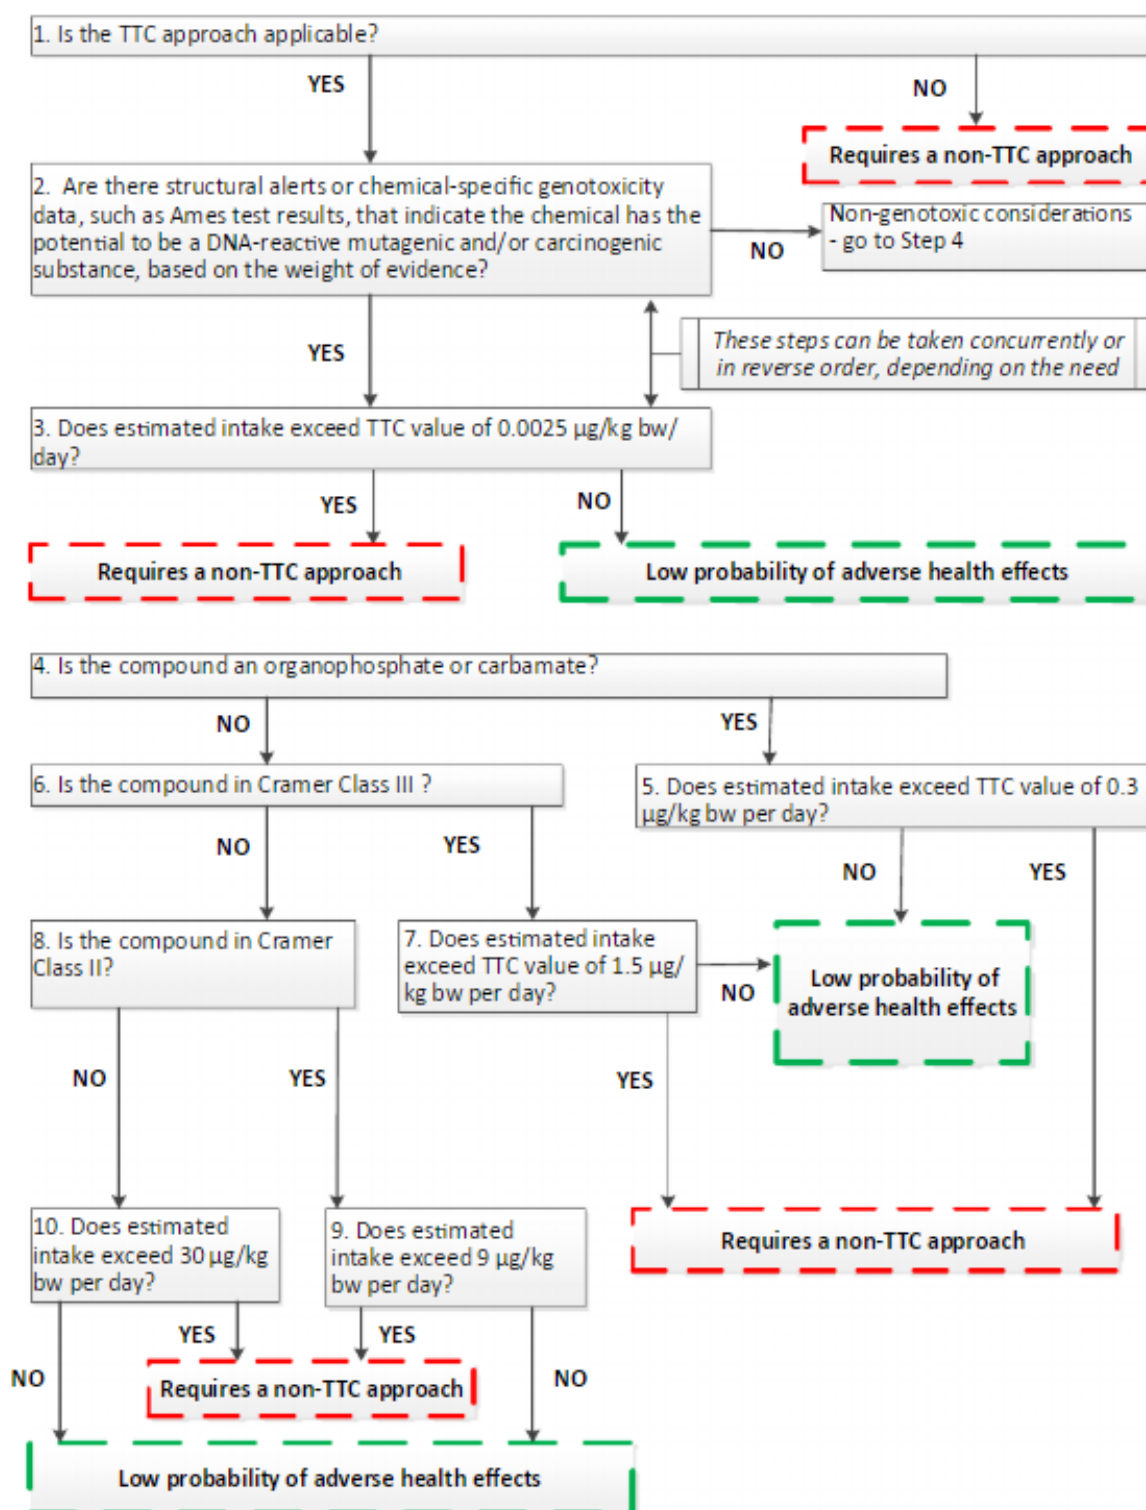 1. Is the TTC approach applicable?
YES
NO
Requires a non-TTC approach
2. Are there structural alerts or chemical-specific genotoxicity
data, such as Ames test results, that indicate the chemical has the
potential to be a DNA-reactive mutagenic and/or carcinogenic
substance, based on the weight of evidence?
NO
Non-genotoxic considerations
- go to Step 4
YES
These steps can be taken concurrently or
in reverse order, depending on the need
3. Does estimated intake exceed TTC value of 0.0025 µg/kg bw/
day?
YES
NO
Requires a non-TTC approach
Low probability of adverse health effects
4. Is the compound an organophosphate or carbamate?
NO
YES
6. Is the compound in Cramer Class III ?
5. Does estimated intake exceed TTC value of 0.3
µg/kg bw per day?
NO
YES
NO
YES
8. Is the compound in Cramer
Class II?
7. Does estimated intake
exceed TTC value of 1.5 µg/
kg bw per day?
NO
Low probability of
adverse health effects
NO
YES
YES
10. Does estimated
intake exceed 30 µg/kg
bw per day?
9. Does estimated
intake exceed 9 µg/kg
bw per day?
Requires a non-TTC approach
YES
YES
NO
NO
Requires a non-TTC approach
Low probability of adverse health effects